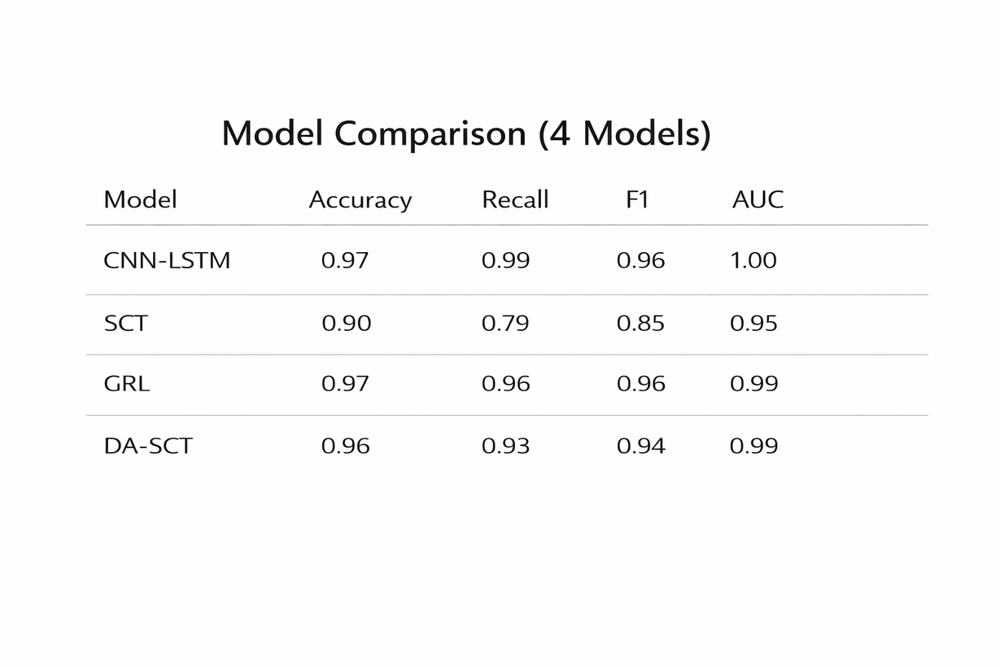 Model Comparison (4 Models)
Model Accuracy Recall F1 AUC
CNN-LSTM 0.97 0.99 0.96 1.00
SCT 0.90 0.79 0.85 0.95
GRL 0.97 0.96 0.96 0.99
DA-SCT 0.96 0.93 0.94 0.99